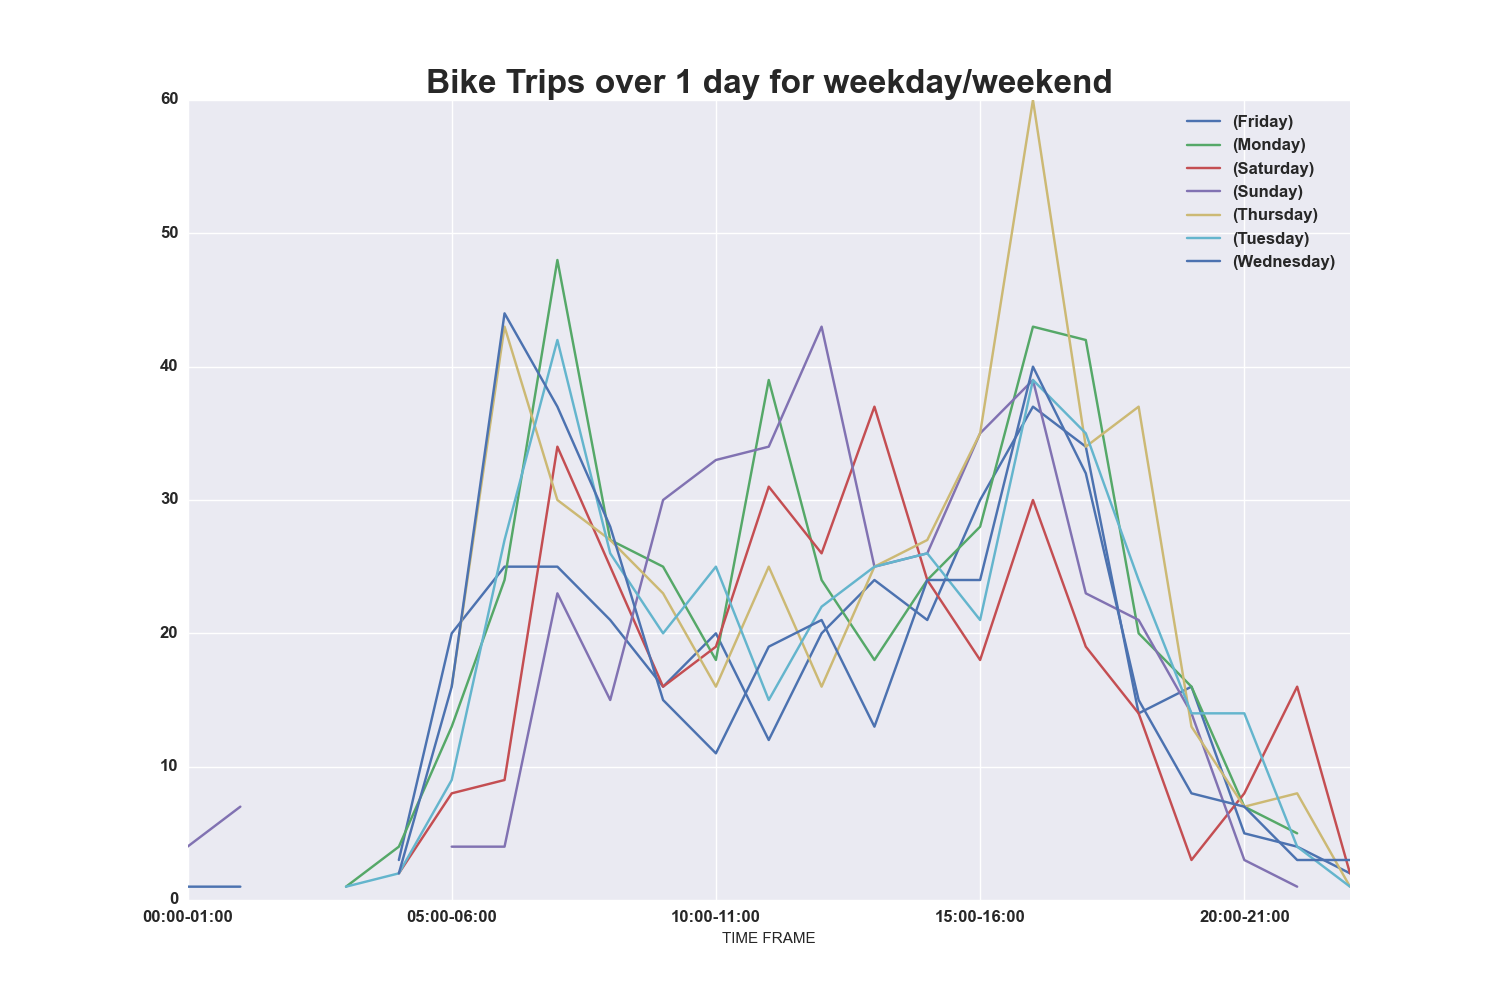 Bike Trips over 1 day for weekday/weekend
60
50
40
30
20
10
0
(Friday)
(Monday)
(Saturday)
(Sunday)
(Thursday)
(Tuesday)
(Wednesday)
00:00-01:00 05:00-06:00 10:00-11:00 15:00-16:00 20:00-21:00
TIME FRAME